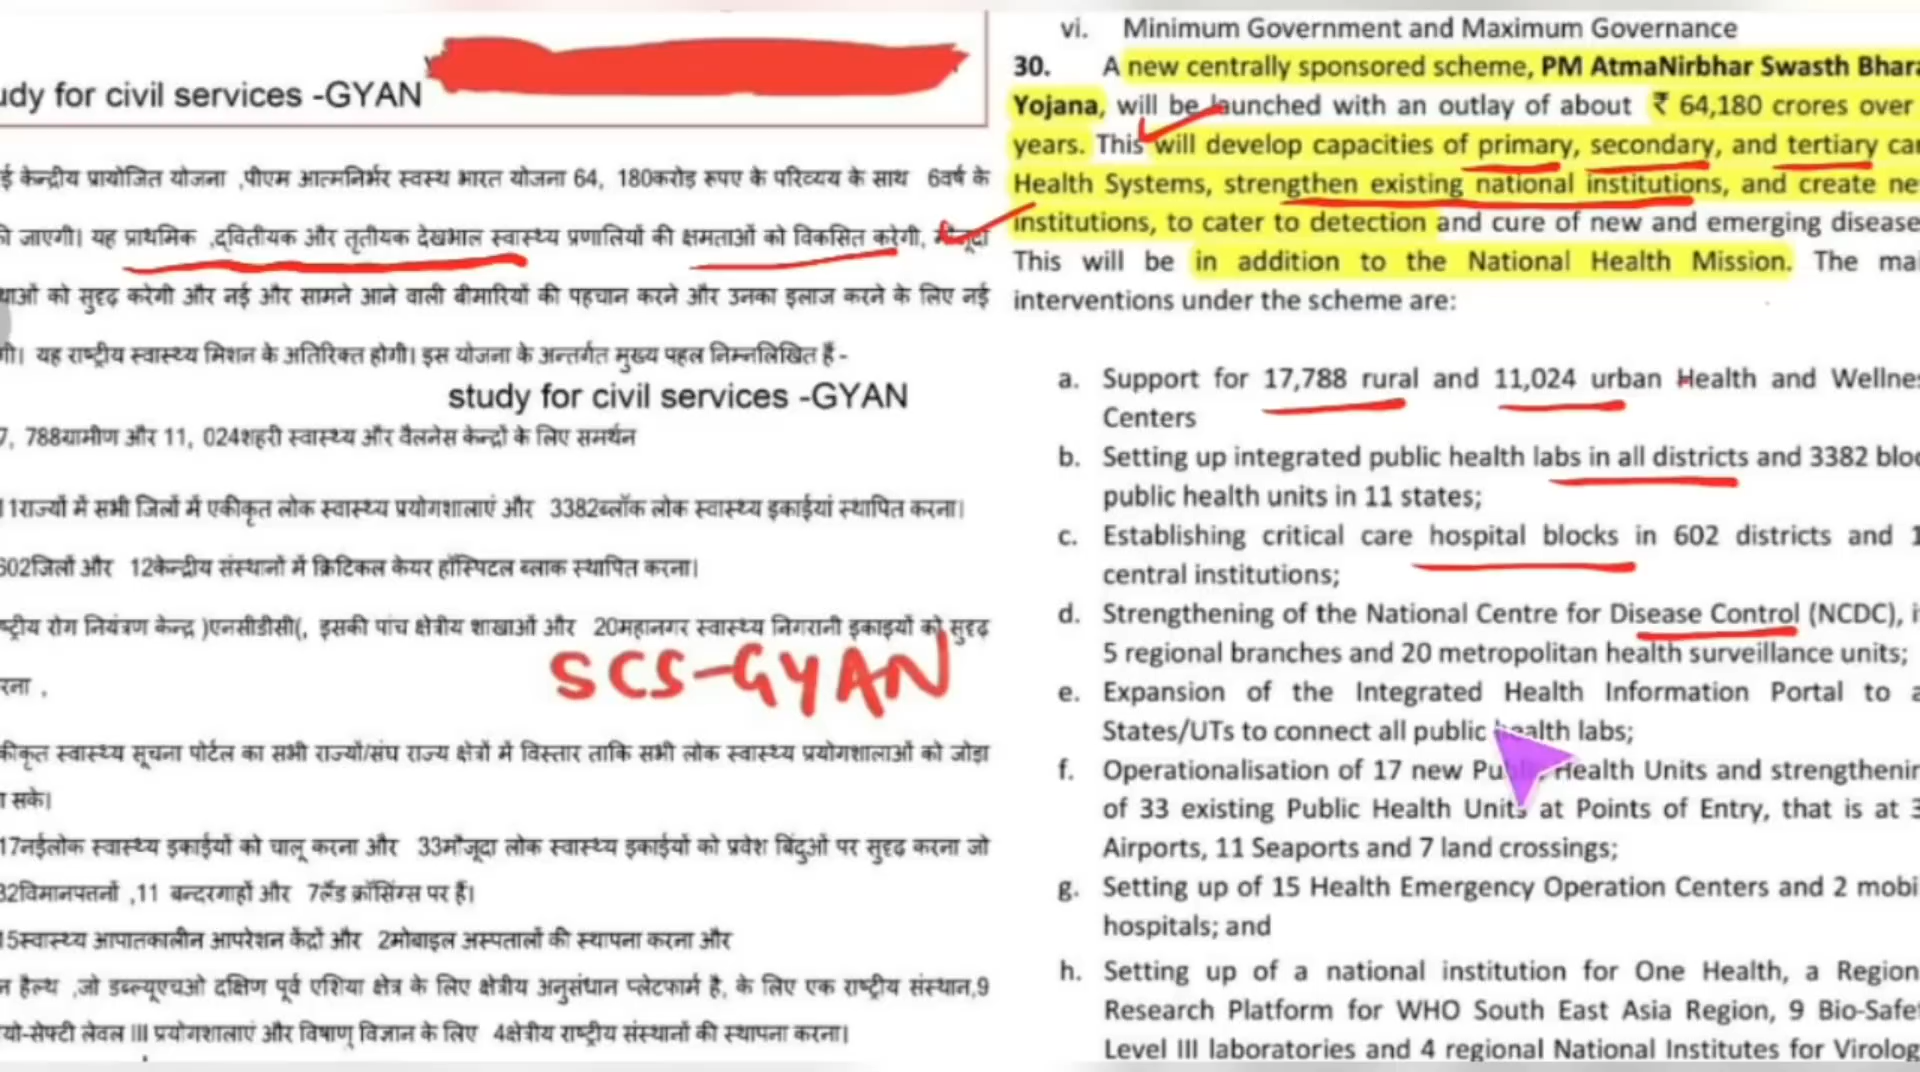 study for civil services -GYAN
ई केन्द्रीय प्रायोजित योजना ,पीएम आत्मनिर्भर स्वस्थ भारत योजना 64, 180करोड़ रूपए के परिव्यय के साथ 6वर्ष के
जाएगी। यह प्राथमिक ,द्वितीयक और तृतीयक देखभाल स्वास्थ्य प्रणालियों की क्षमताओं को विकसित करेगी,
को सुदृढ़ करेगी और नई और सामने आने वाली बीमारियों की पहचान करने और उनका इलाज करने के लिए नई
यह राष्ट्रीय स्वास्थ्य मिशन के अतिरिक्त होगी। इस योजना के अन्तर्गत मुख्य पहल निम्नलिखित हैं -
study for civil services -GYAN
7, 788ग्रामीण और 11, 024शहरी स्वास्थ्य और वैलनेस केन्द्रों के लिए समर्थन
11राज्यों में सभी जिलों में एकीकृत लोक स्वास्थ्य प्रयोगशालाएं और 3382ब्लॉक लोक स्वास्थ्य इकाईयां स्थापित करना।
602जिलों और 12केन्द्रीय संस्थानों में क्रिटिकल केयर हॉस्पिटल ब्लाक स्थापित करना।
रोग नियंत्रण केन्द्र )एनसीडीसी(, इसकी पांच क्षेत्रीय शाखाओं और 20महानगर स्वास्थ्य निगरानी इकाइयों को सुदृढ़
SCS-GYAN
रना ,
कीकृत स्वास्थ्य सूचना पोर्टल का सभी राज्यों/संघ राज्य क्षेत्रों में विस्तार ताकि सभी लोक स्वास्थ्य प्रयोगशालाओं को जोड़ा
सके।
17नईलोक स्वास्थ्य इकाईयों को चालू करना और 33मौजूदा लोक स्वास्थ्य इकाईयों को प्रवेश बिंदुओं पर सुदृढ़ करना जो
32विमानपत्तनों ,11 बन्दरगाहों और 7लैंड क्रॉसिंग्स पर हैं।
15स्वास्थ्य आपातकालीन आपरेशन केंद्रों और 2मोबाइल अस्पतालों की स्थापना करना और
न हैल्थ ,जो डब्ल्यूएचओ दक्षिण पूर्व एशिया क्षेत्र के लिए क्षेत्रीय अनुसंधान प्लेटफार्म है, के लिए एक राष्ट्रीय संस्थान,9
यो-सेफ्टी लेवल III प्रयोगशालाएं और विषाणु विज्ञान के लिए 4क्षेत्रीय राष्ट्रीय संस्थानों की स्थापना करना।
vi. Minimum Government and Maximum Governance
30. A new centrally sponsored scheme, PM AtmaNirbhar Swasth Bhara
Yojana, will be launched with an outlay of about ₹ 64,180 crores over
years. This will develop capacities of primary, secondary, and tertiary car
Health Systems, strengthen existing national institutions, and create ne
institutions, to cater to detection and cure of new and emerging disease
This will be in addition to the National Health Mission. The mai
interventions under the scheme are:
a. Support for 17,788 rural and 11,024 urban Health and Wellnes
Centers
b. Setting up integrated public health labs in all districts and 3382 bloc
public health units in 11 states;
c. Establishing critical care hospital blocks in 602 districts and 1
central institutions;
d. Strengthening of the National Centre for Disease Control (NCDC), i
5 regional branches and 20 metropolitan health surveillance units;
e. Expansion of the Integrated Health Information Portal to a
States/UTs to connect all public health labs;
f. Operationalisation of 17 new Public Health Units and strengthenin
of 33 existing Public Health Units at Points of Entry, that is at 3
Airports, 11 Seaports and 7 land crossings;
g. Setting up of 15 Health Emergency Operation Centers and 2 mobi
hospitals; and
h. Setting up of a national institution for One Health, a Region
Research Platform for WHO South East Asia Region, 9 Bio-Safet
Level III laboratories and 4 regional National Institutes for Virolog